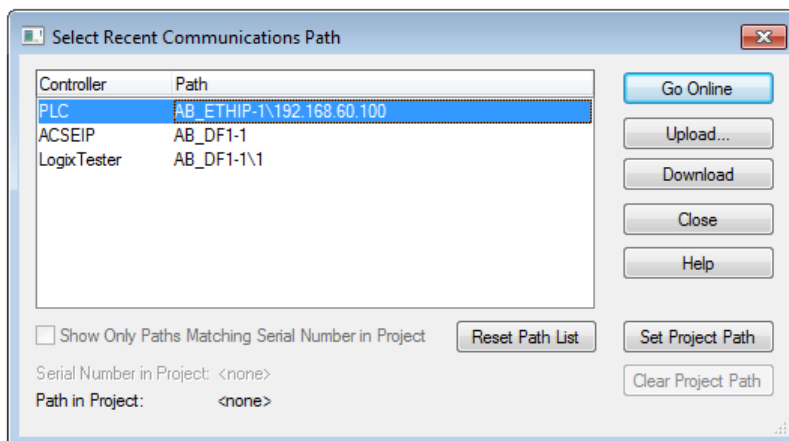 Select Recent Communications Path
Controller Path
PLC AB_ETHIP-1\192.168.60.100
ACSEIP AB_DF1-1
LogixTester AB_DF1-1\1
Go Online
Upload...
Download
Close
Help
Show Only Paths Matching Serial Number in Project
Reset Path List
Set Project Path
Serial Number in Project: <none>
Clear Project Path
Path in Project: <none>